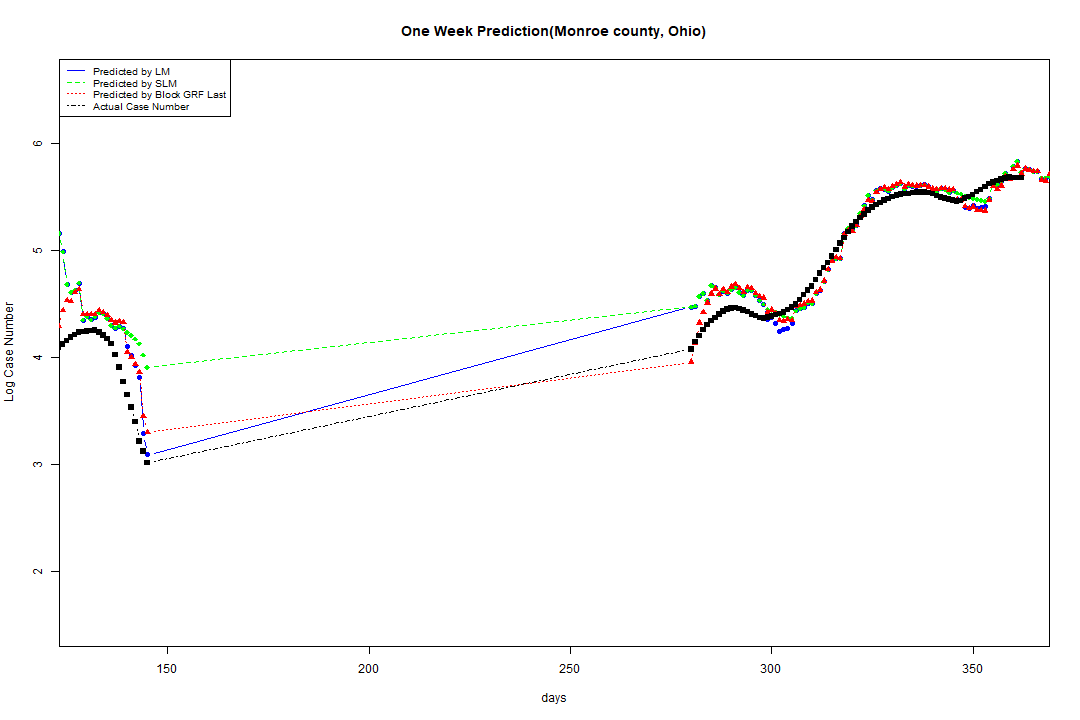 One Week Prediction(Monroe county, Ohio)
Predicted by LM
Predicted by SLM
Predicted by Block GRF Last
Actual Case Number
Log Case Number
6
5
4
3
2
150 200 250 300 350
days